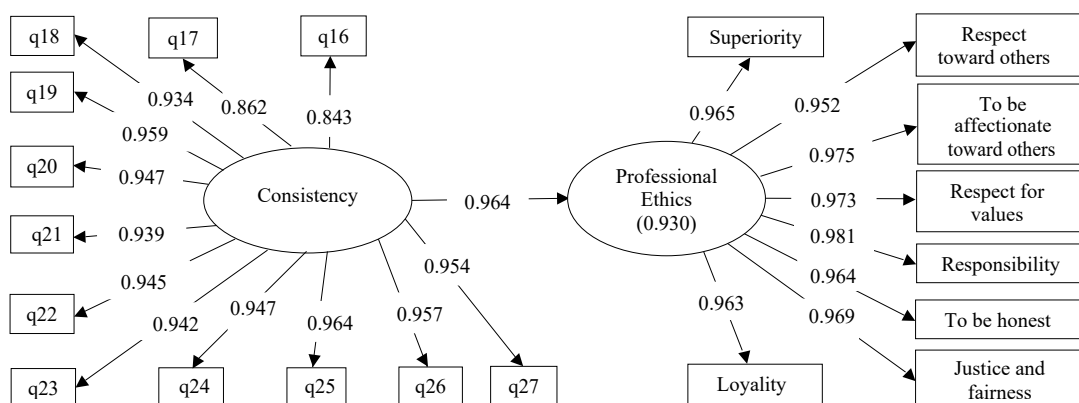 q18
q17
q16
Superiority
Respect
toward others
q19
0.934
0.862
0.843
0.965
0.952
To be
affectionate
toward others
0.959
q20
0.947
Consistency
0.964
Professional
Ethics
(0.930)
0.975
0.973
Respect for
values
q21
0.939
0.981
Responsibility
0.945
0.954
0.964
q22
0.942
0.947
0.964
0.957
0.963
0.969
To be honest
q23
q24
q25
q26
q27
Loyality
Justice and
fairness